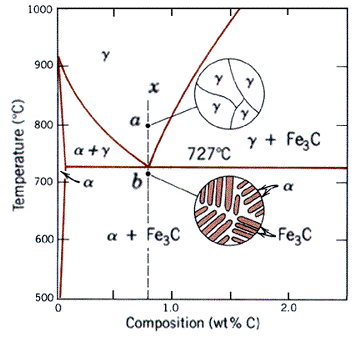 1000
900
800
700
600
500
Temperature (°C)
γ
x
a
γ
γ
γ
γ
α + γ
727°C
γ + Fe₃C
α
b
α
Fe₃C
α + Fe₃C
0
1.0
2.0
Composition (wt % C)